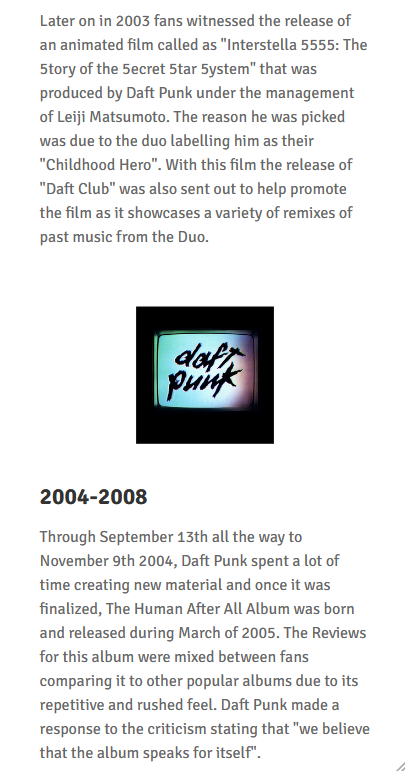 Later on in 2003 fans witnessed the release of
an animated film called as "Interstella 5555: The
5tory of the 5ecret 5tar 5ystem" that was
produced by Daft Punk under the management
of Leiji Matsumoto. The reason he was picked
was due to the duo labelling him as their
"Childhood Hero". With this film the release of
"Daft Club" was also sent out to help promote
the film as it showcases a variety of remixes of
past music from the Duo.
daft
punk
2004-2008
Through September 13th all the way to
November 9th 2004, Daft Punk spent a lot of
time creating new material and once it was
finalized, The Human After All Album was born
and released during March of 2005. The Reviews
for this album were mixed between fans
comparing it to other popular albums due to its
repetitive and rushed feel. Daft Punk made a
response to the criticism stating that "we believe
that the album speaks for itself".